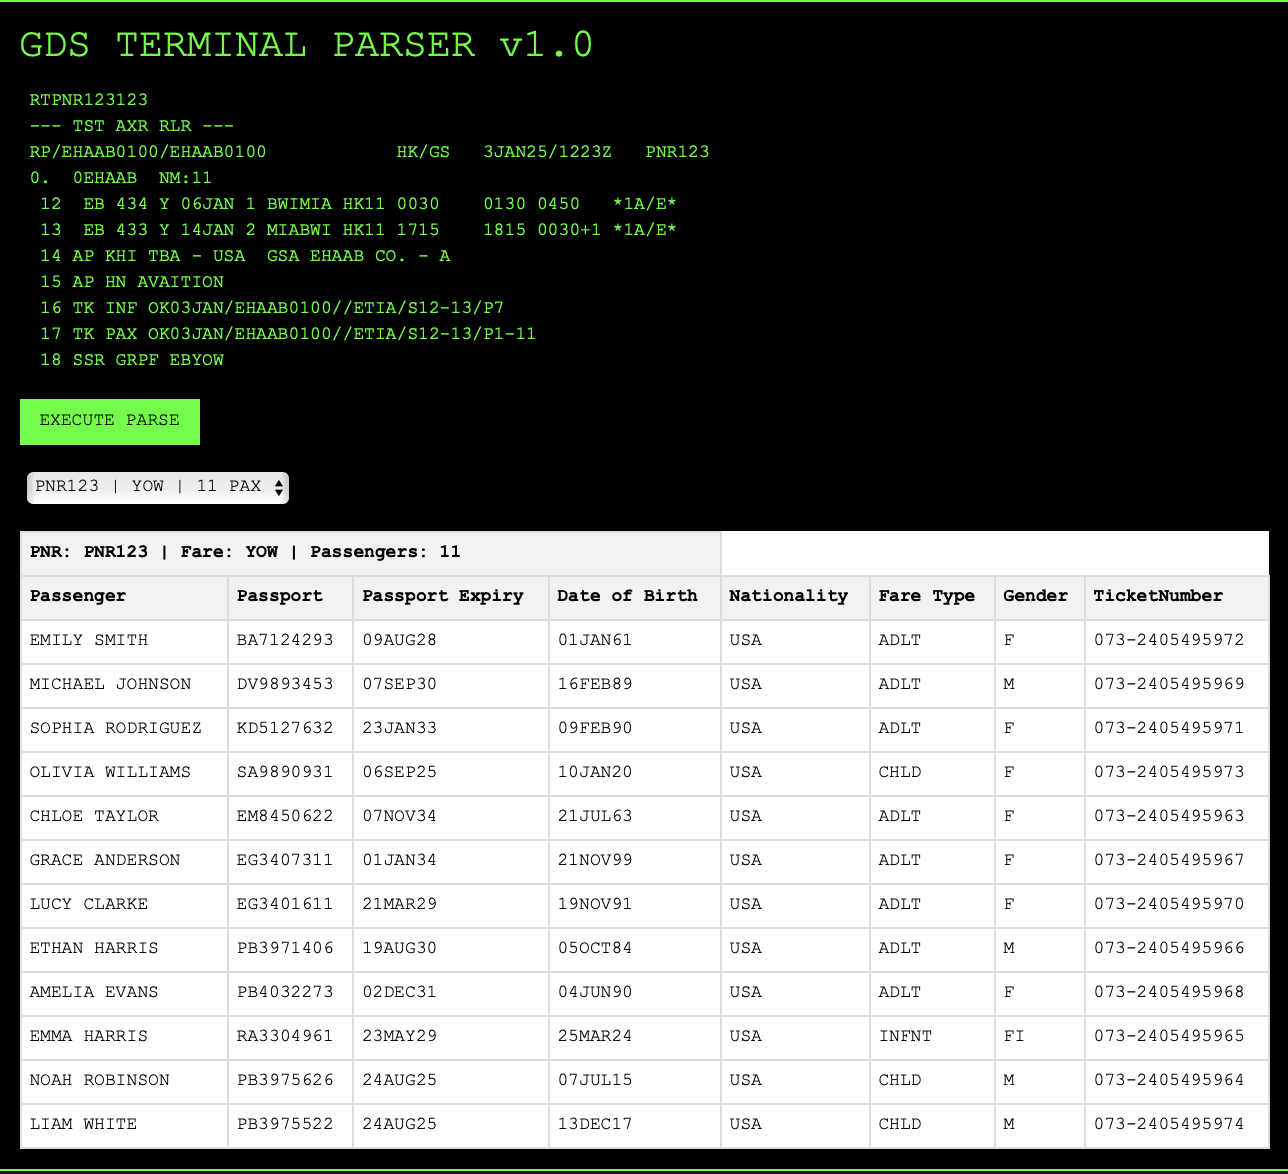 GDS TERMINAL PARSER v1.0
RTPNR123123
--- TST AXR RLR ---
RP/EHAAB0100/EHAAB0100            HK/GS   3JAN25/1223Z   PNR123
0.  0EHAAB  NM:11
 12  EB 434 Y 06JAN 1 BWIMIA HK11 0030    0130 0450   *1A/E*
 13  EB 433 Y 14JAN 2 MIABWI HK11 1715    1815 0030+1 *1A/E*
 14 AP KHI TBA - USA  GSA EHAAB CO. - A
 15 AP HN AVAITION
 16 TK INF OK03JAN/EHAAB0100//ETIA/S12-13/P7
 17 TK PAX OK03JAN/EHAAB0100//ETIA/S12-13/P1-11
 18 SSR GRPF EBYOW
EXECUTE PARSE
PNR123 | YOW | 11 PAX
PNR: PNR123 | Fare: YOW | Passengers: 11
Passenger Passport Passport Expiry Date of Birth Nationality Fare Type Gender TicketNumber
EMILY SMITH BA7124293 09AUG28 01JAN61 USA ADLT F 073-2405495972
MICHAEL JOHNSON DV9893453 07SEP30 16FEB89 USA ADLT M 073-2405495969
SOPHIA RODRIGUEZ KD5127632 23JAN33 09FEB90 USA ADLT F 073-2405495971
OLIVIA WILLIAMS SA9890931 06SEP25 10JAN20 USA CHLD F 073-2405495973
CHLOE TAYLOR EM8450622 07NOV34 21JUL63 USA ADLT F 073-2405495963
GRACE ANDERSON EG3407311 01JAN34 21NOV99 USA ADLT F 073-2405495967
LUCY CLARKE EG3401611 21MAR29 19NOV91 USA ADLT F 073-2405495970
ETHAN HARRIS PB3971406 19AUG30 05OCT84 USA ADLT M 073-2405495966
AMELIA EVANS PB4032273 02DEC31 04JUN90 USA ADLT F 073-2405495968
EMMA HARRIS RA3304961 23MAY29 25MAR24 USA INFNT FI 073-2405495965
NOAH ROBINSON PB3975626 24AUG25 07JUL15 USA CHLD M 073-2405495964
LIAM WHITE PB3975522 24AUG25 13DEC17 USA CHLD M 073-2405495974